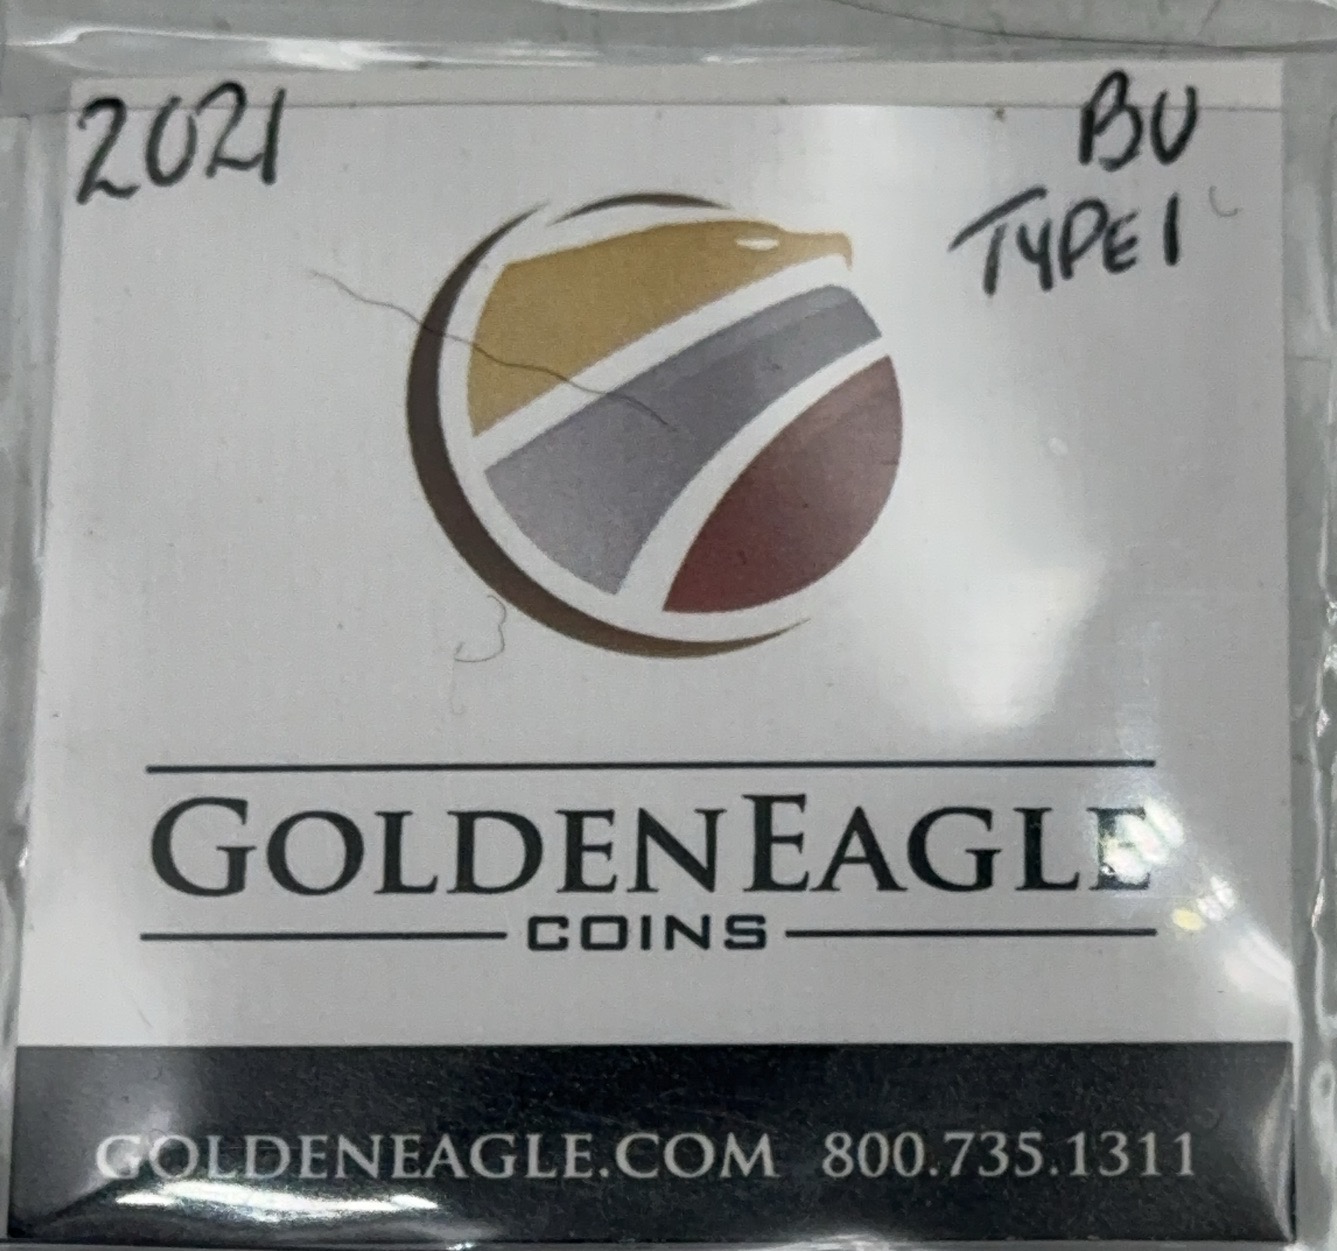 2021
BU
TYPE 1
GOLDENEAGLE
COINS
GOLDENEAGLE.COM 800.735.1311